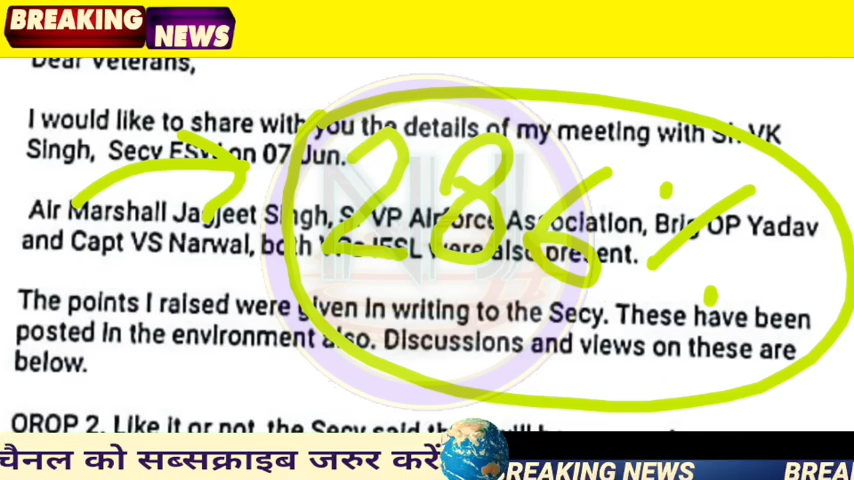 BREAKING
NEWS
Dear Veterans,
I would like to share with you the details of my meeting with Sh VK
Singh, Secy ESW on 07 Jun.
286%
Air Marshall Jagjeet Singh, Sr VP Airforce Association, Brig OP Yadav
and Capt VS Narwal, both IESL were also present.
The points I raised were given in writing to the Secy. These have been
posted in the environment also. Discussions and views on these are
below.
OROP 2. Like it or not, the Secy said
चैनल को सब्सक्राइब जरुर करें
BREAKING NEWS BREA